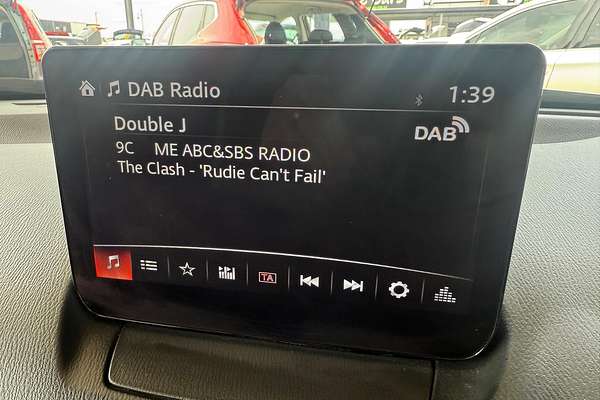 DAB Radio
1:39
Double J
DAB
9C ME ABC&SBS RADIO
The Clash - 'Rudie Can't Fail'
TA